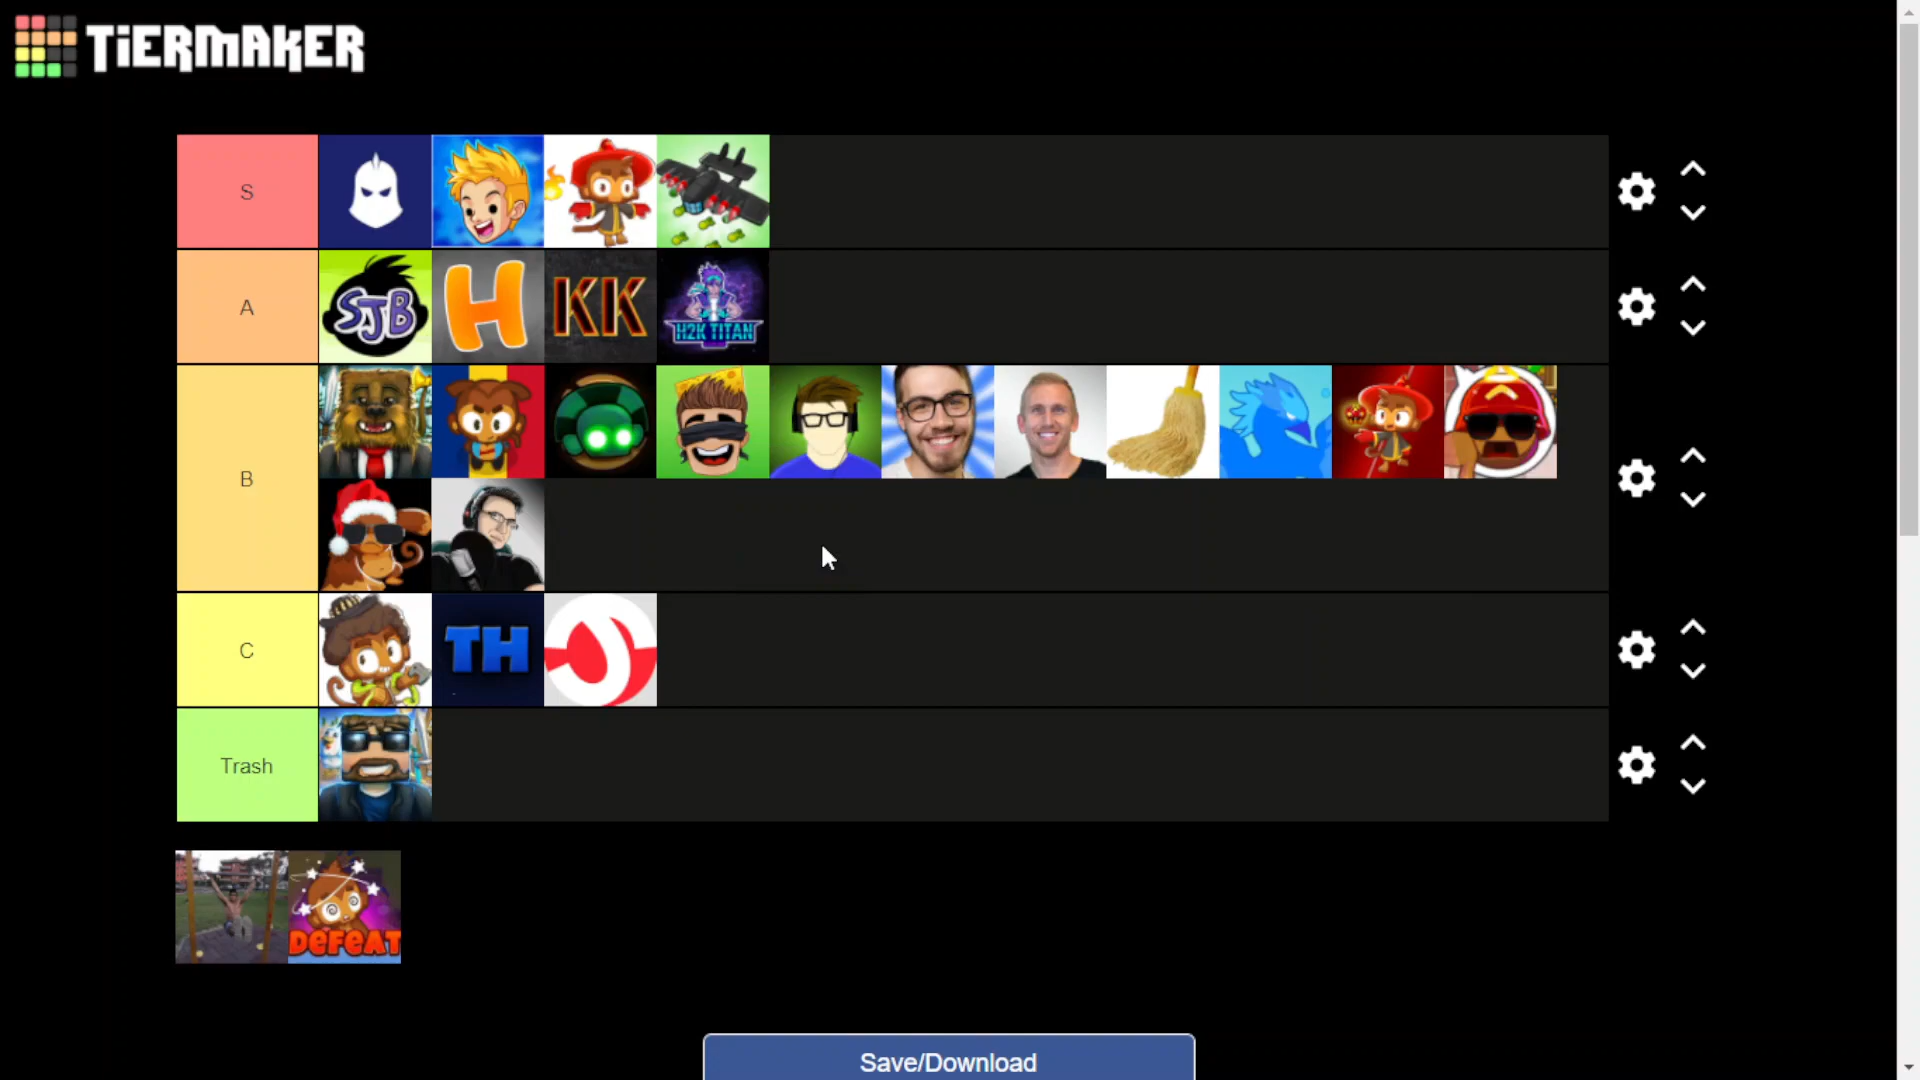 TiERMAKER
S
A
SJB
H
KK
H2K TITAN
B
C
TH
Trash
DEFEAT
Save/Download